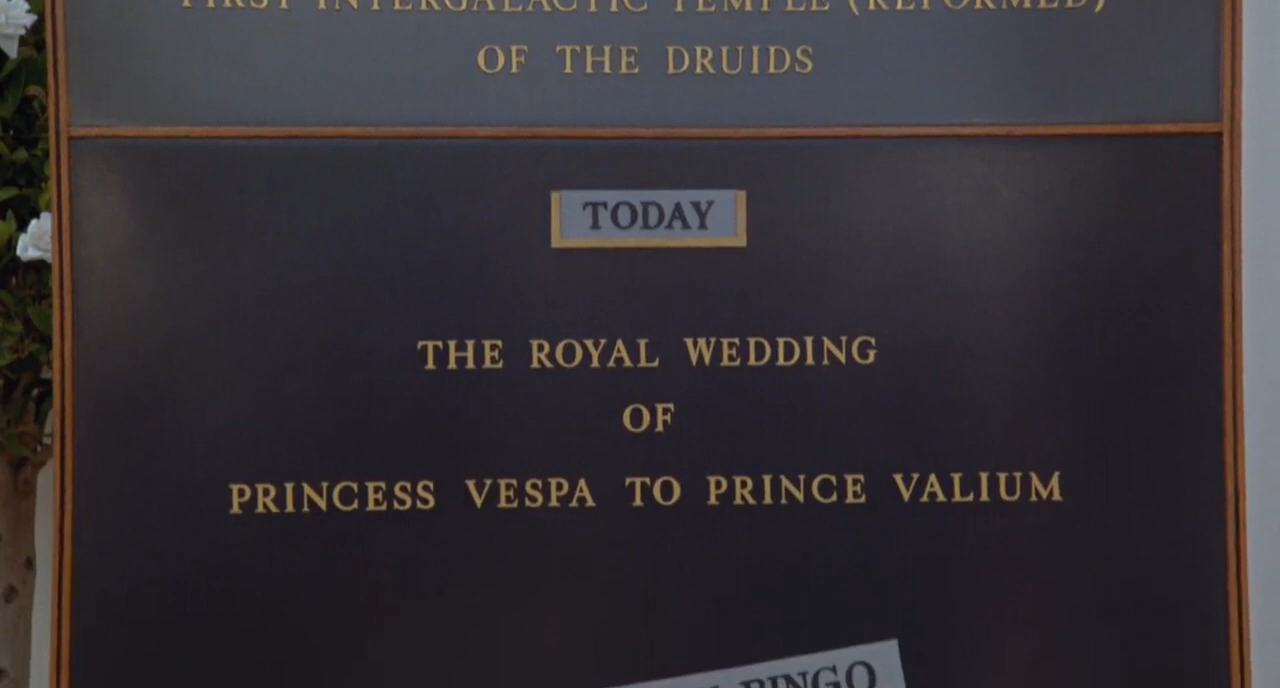 FIRST INTERGALACTIC TEMPLE (REFORMED)
OF THE DRUIDS
TODAY
THE ROYAL WEDDING
OF
PRINCESS VESPA TO PRINCE VALIUM
BINGO